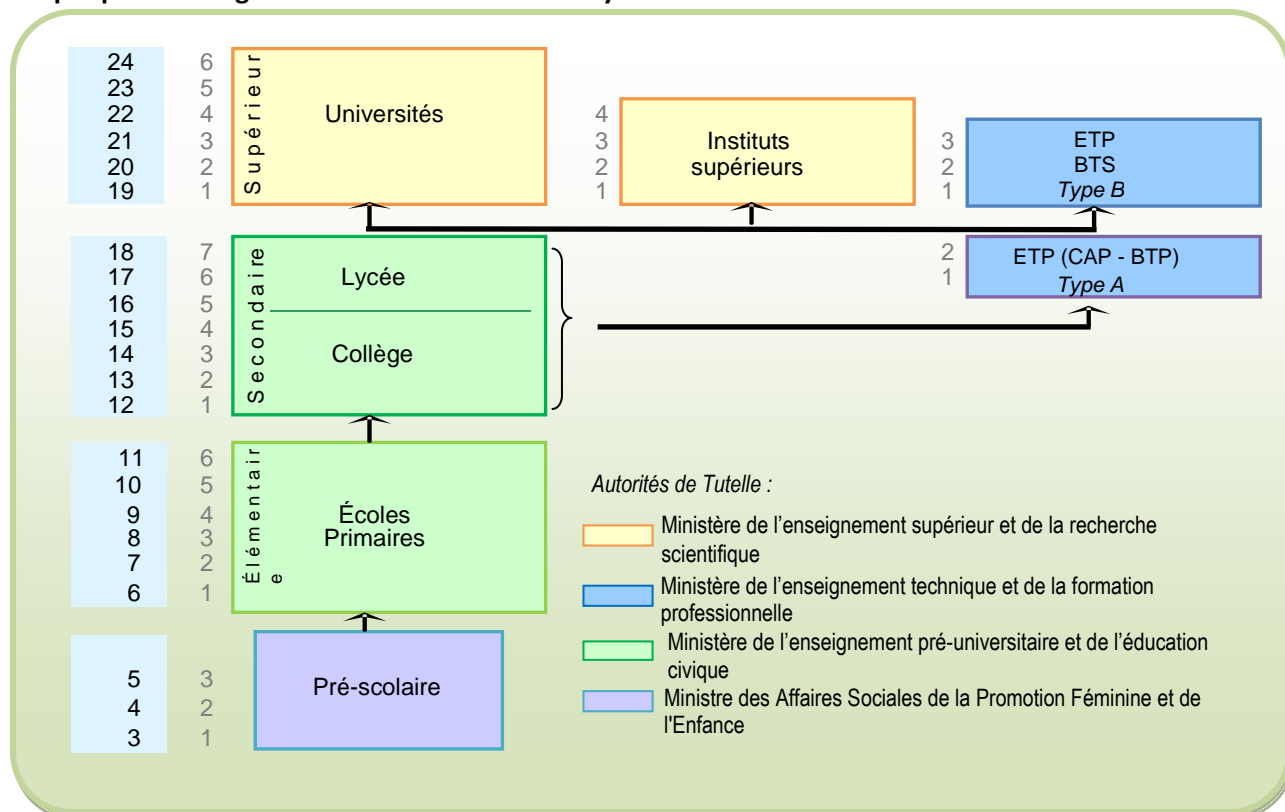 24 6
23 5
22 4
21 3
20 2
19 1
Supérieur
Universités
4
3
2
1
Instituts
supérieurs
3
2
1
ETP
BTS
Type B
18 7
17 6
16 5
15 4
14 3
13 2
12 1
Secondaire
Lycée
Collège
2
1
ETP (CAP - BTP)
Type A
11 6
10 5
9 4
8 3
7 2
6 1
Élémentair
e
Écoles
Primaires
5 3
4 2
3 1
Pré-scolaire
Autorités de Tutelle :
Ministère de l’enseignement supérieur et de la recherche
scientifique
Ministère de l’enseignement technique et de la formation
professionnelle
Ministère de l’enseignement pré-universitaire et de l’éducation
civique
Ministre des Affaires Sociales de la Promotion Féminine et de
l'Enfance